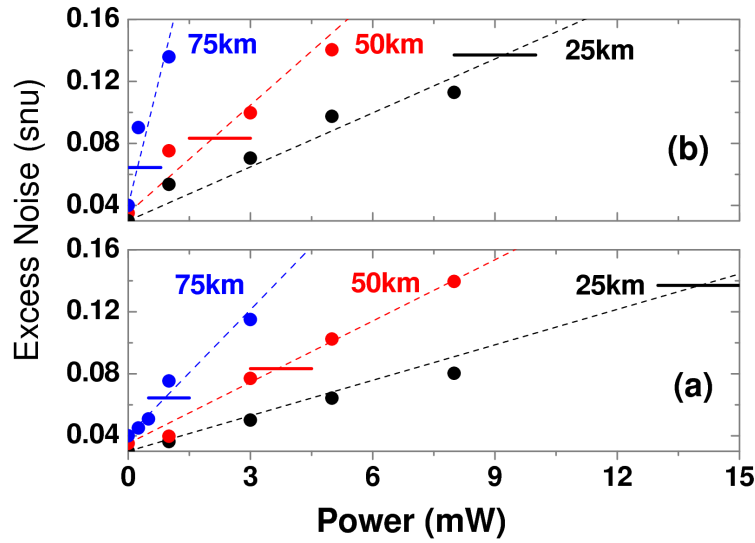 0.16
75km
50km
25km
0.12
0.08
(b)
0.04
0.16
75km
50km
25km
0.12
0.08
(a)
0.04
0
3
6
9
12
15
Excess Noise (snu)
Power (mW)